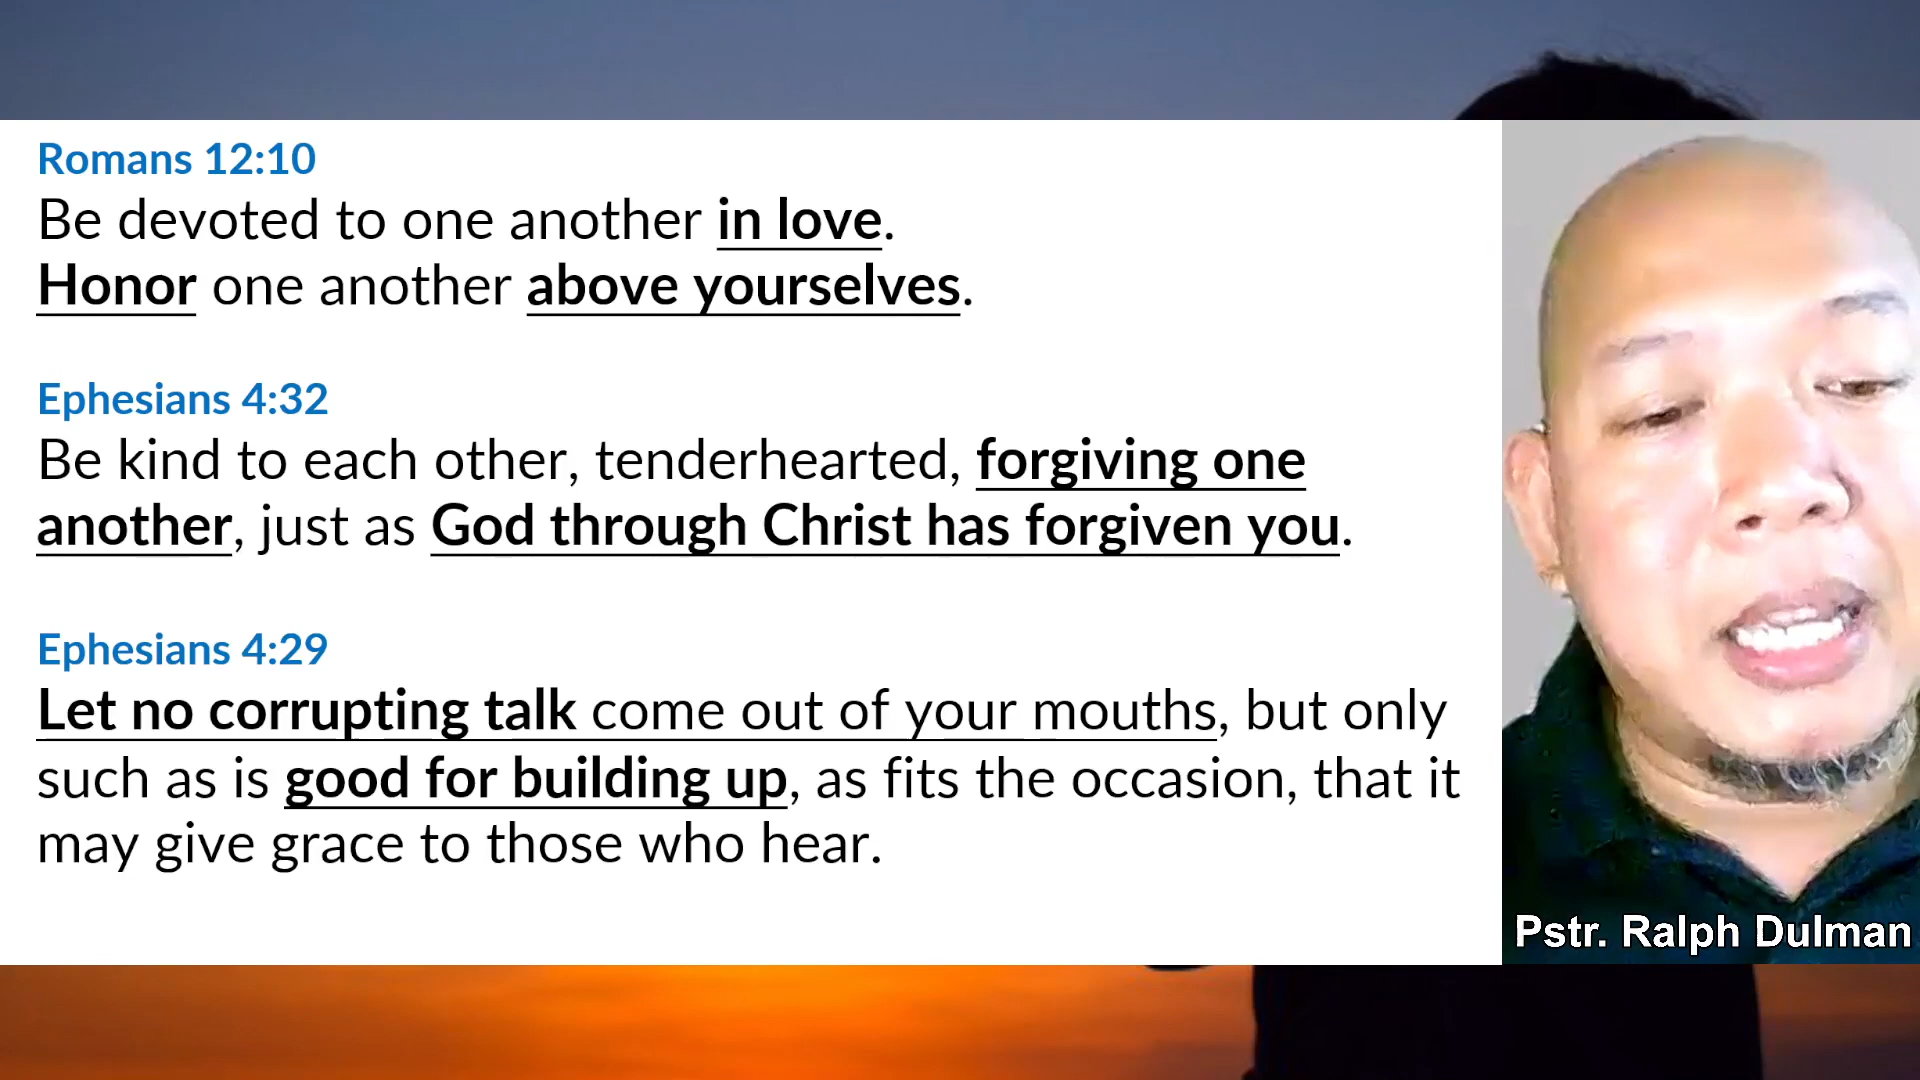 Romans 12:10
Be devoted to one another in love.
Honor one another above yourselves.
Ephesians 4:32
Be kind to each other, tenderhearted, forgiving one
another, just as God through Christ has forgiven you.
Ephesians 4:29
Let no corrupting talk come out of your mouths, but only
such as is good for building up, as fits the occasion, that it
may give grace to those who hear.
Pstr. Ralph Dulman